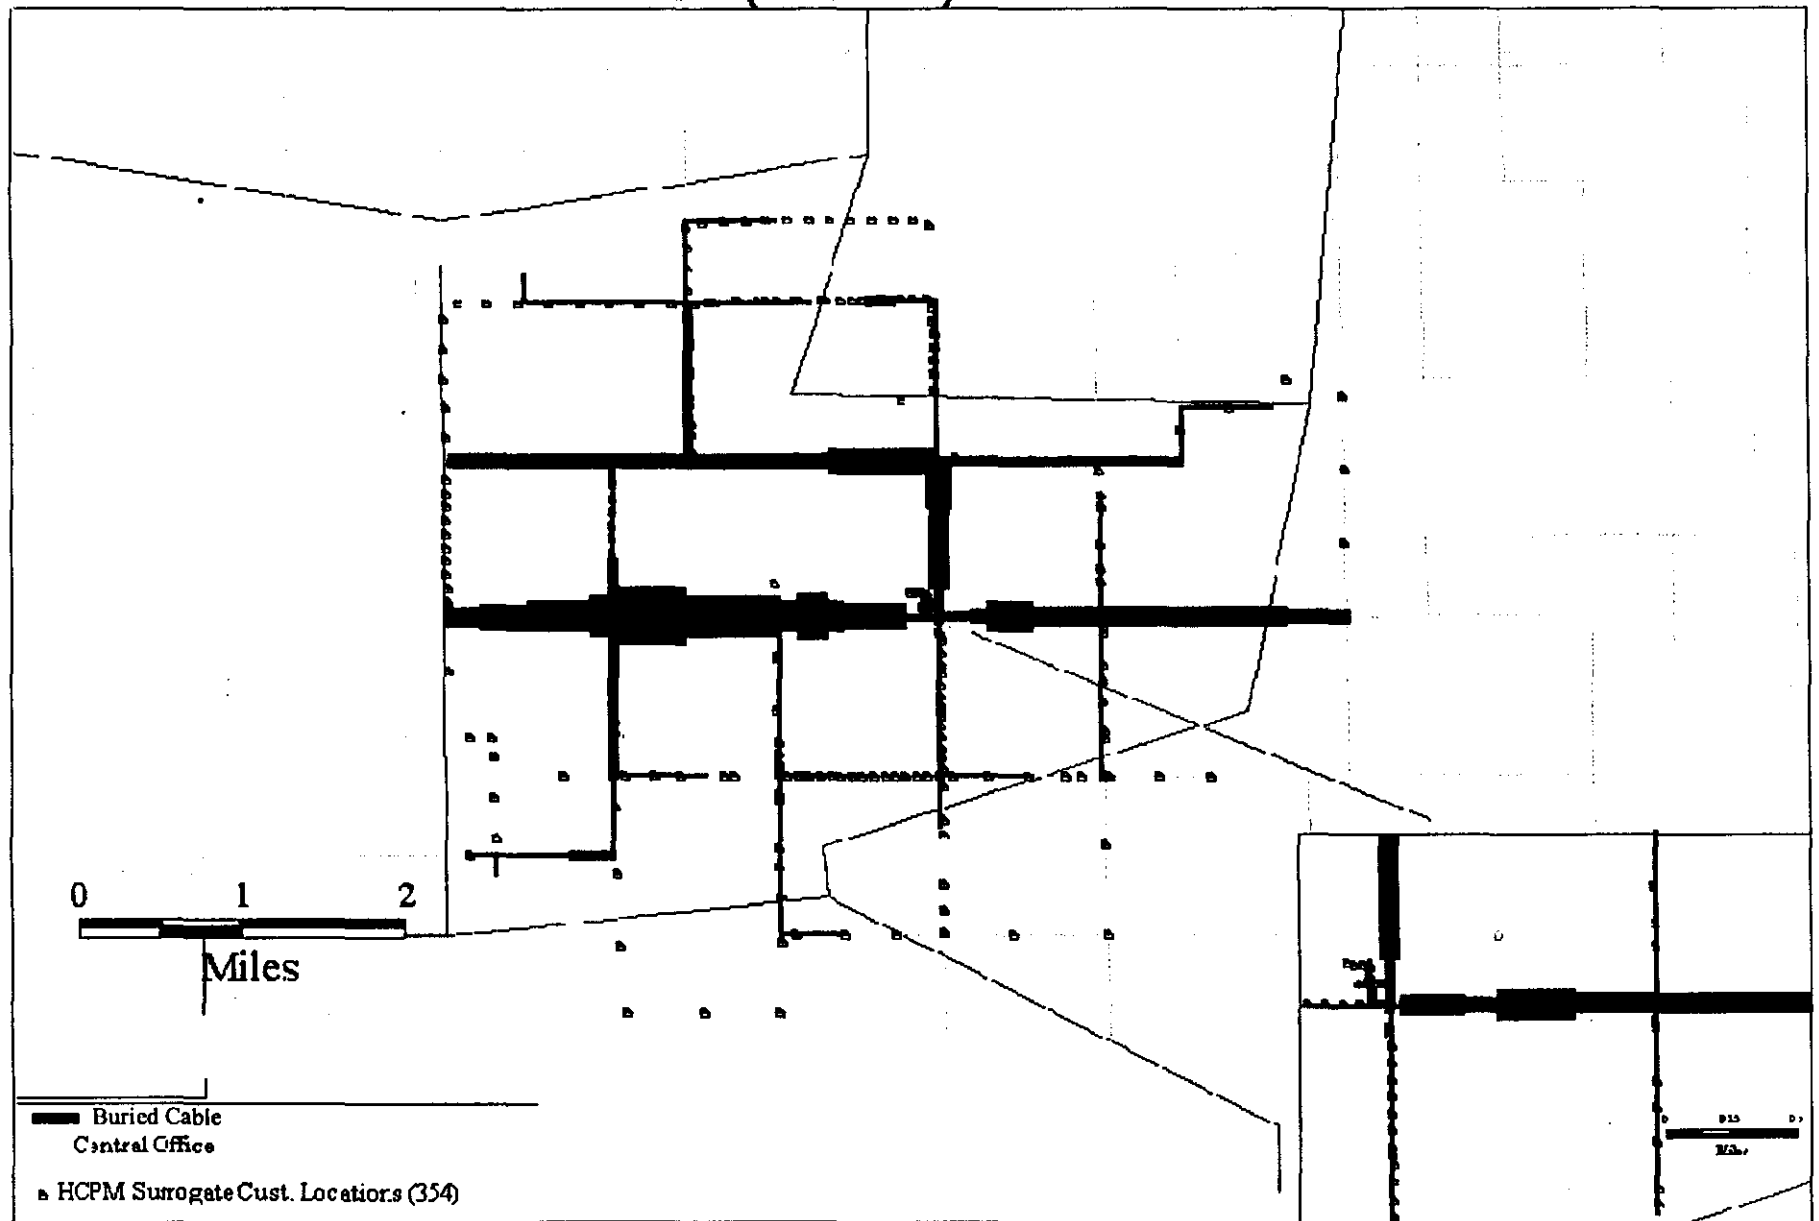 0 1 2
Miles
Buried Cable
Central Office
HCPM Surrogate Cust. Locations (354)